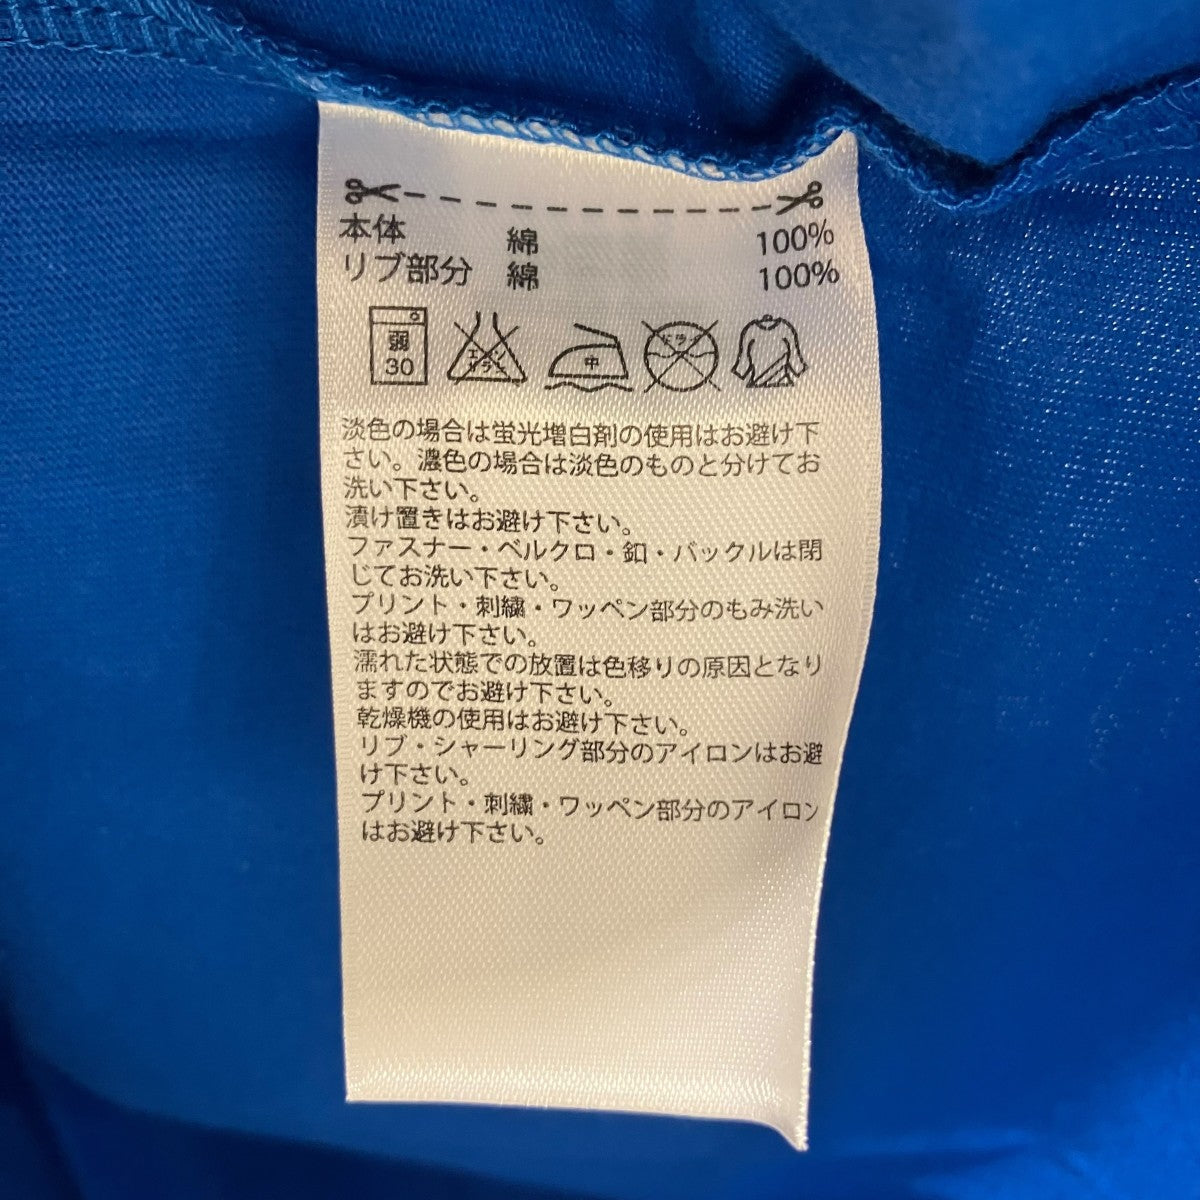 本体 綿 100%
リブ部分 綿 100%
弱 30 エンソサラシ 中 ドライ
淡色の場合は蛍光増白剤の使用はお避け下
さい。濃色の場合は淡色のものと分けてお
洗い下さい。
漬け置きはお避け下さい。
ファスナー・ベルクロ・釦・バックルは閉
じてお洗い下さい。
プリント・刺繍・ワッペン部分のもみ洗い
はお避け下さい。
濡れた状態での放置は色移りの原因となり
ますのでお避け下さい。
乾燥機の使用はお避け下さい。
リブ・シャーリング部分のアイロンはお避
け下さい。
プリント・刺繍・ワッペン部分のアイロン
はお避け下さい。